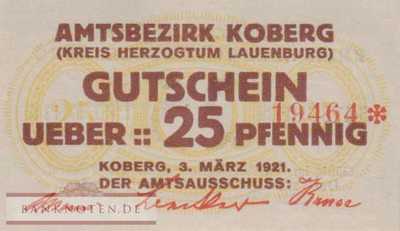 AMTSBEZIRK KOBERG
(KREIS HERZOGTUM LAUENBURG)
GUTSCHEIN
19464 *
UEBER :: 25 PFENNIG
KOBERG, 3. MÄRZ 1921.
DER AMTSAUSSCHUSS:
BANKNOTEN.DE